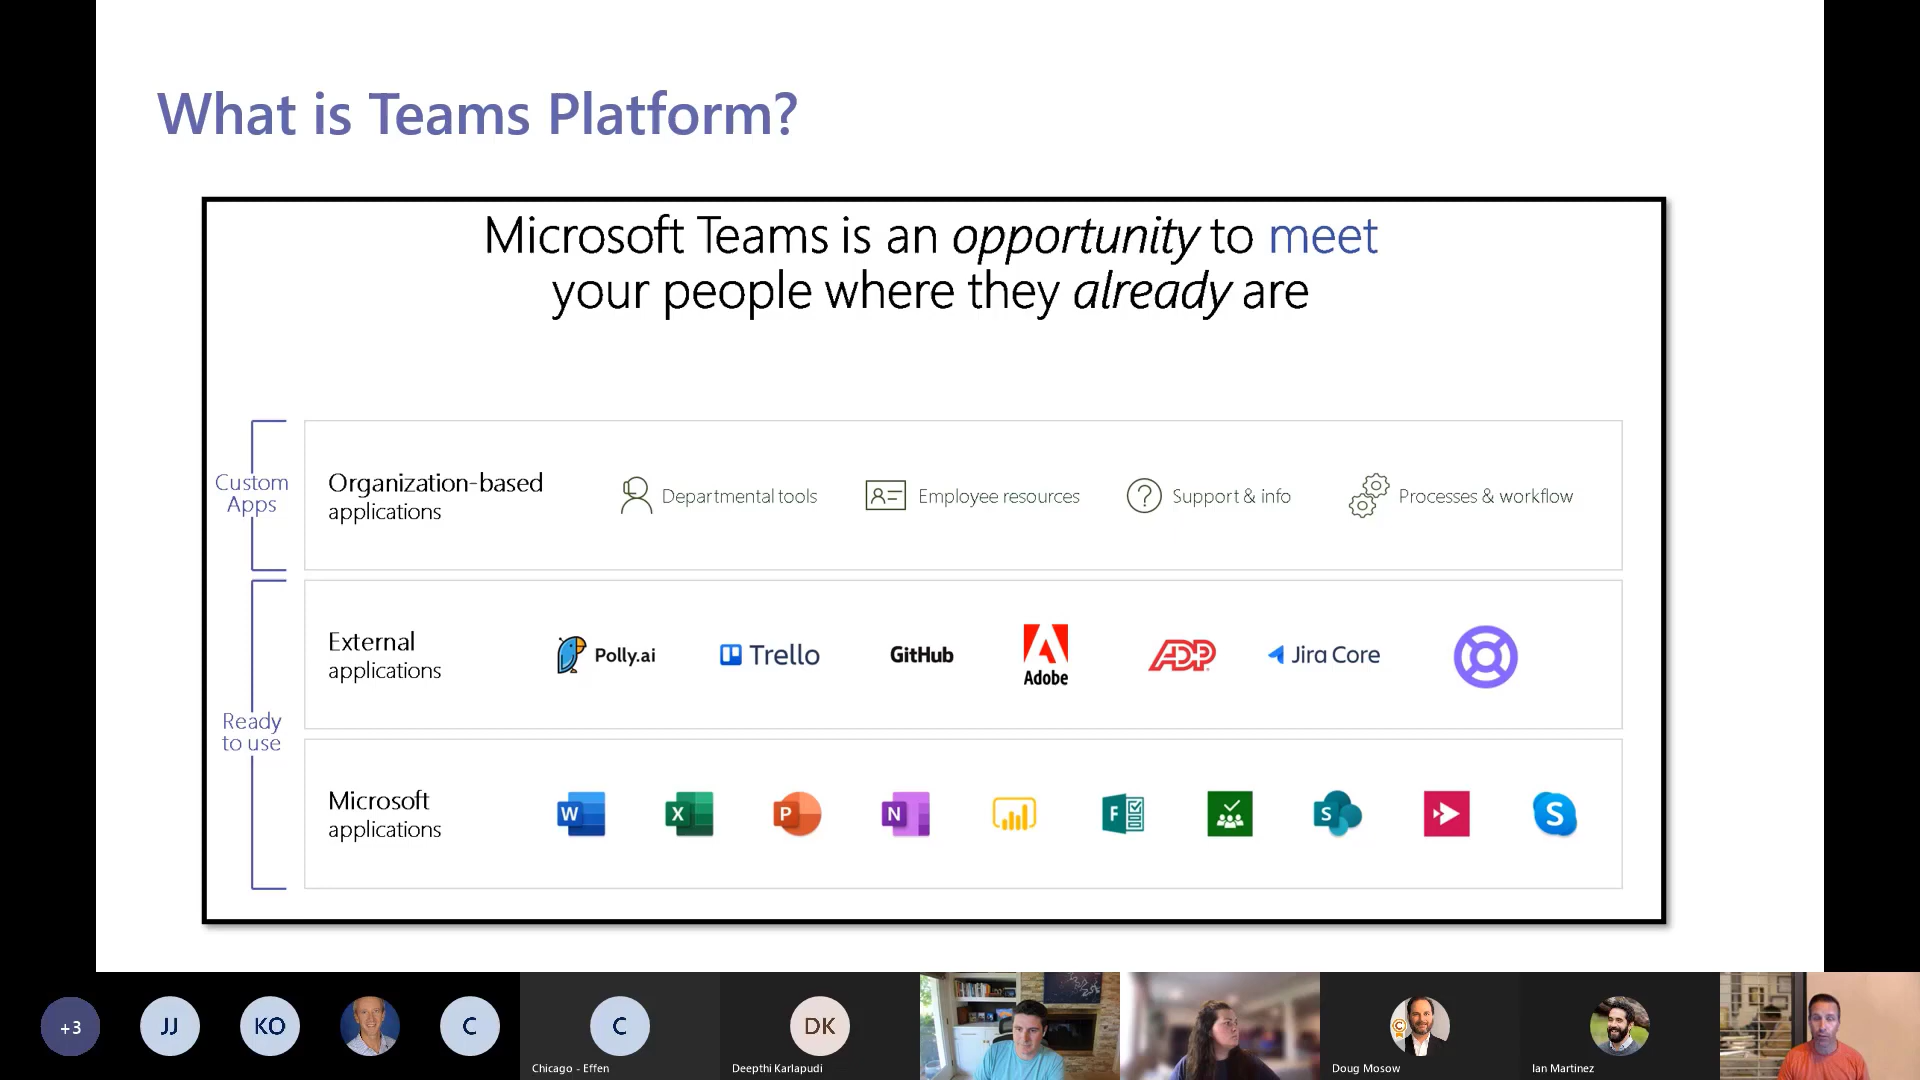 What is Teams Platform?
Microsoft Teams is an opportunity to meet
your people where they already are
Custom
Apps
Organization-based
applications
Departmental tools
Employee resources
Support & info
Processes & workflow
Ready
to use
External
applications
Polly.ai
Trello
GitHub
Adobe
ADP
Jira Core
Microsoft
applications
W
X
P
N
F
S
S
+3
JJ
KO
C
C
Chicago - Effen
DK
Deepthi Karlapudi
C
Doug Mosow
Ian Martinez